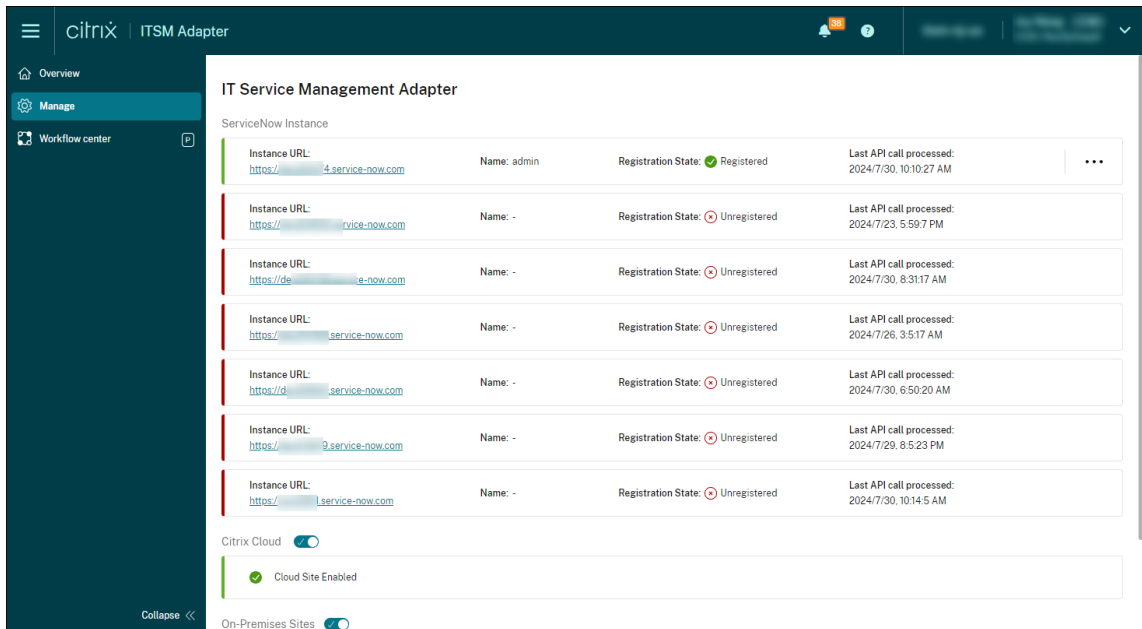 citrix | ITSM Adapter
38
?
Overview
Manage
Workflow center P
IT Service Management Adapter
ServiceNow Instance
Instance URL: Name: admin Registration State: Registered Last API call processed:
https:/ 4.service-now.com 2024/7/30, 10:10:27 AM
Instance URL: Name: - Registration State: Unregistered Last API call processed:
https:/ rvice-now.com 2024/7/23, 5:59:7 PM
Instance URL: Name: - Registration State: Unregistered Last API call processed:
https://de e-now.com 2024/7/30, 8:31:17 AM
Instance URL: Name: - Registration State: Unregistered Last API call processed:
https:/ .service-now.com 2024/7/26, 3:5:17 AM
Instance URL: Name: - Registration State: Unregistered Last API call processed:
https://d .service-now.com 2024/7/30, 6:50:20 AM
Instance URL: Name: - Registration State: Unregistered Last API call processed:
https:/ 9.service-now.com 2024/7/29, 8:5:23 PM
Instance URL: Name: - Registration State: Unregistered Last API call processed:
https:/ .service-now.com 2024/7/30, 10:14:5 AM
Citrix Cloud
Cloud Site Enabled
Collapse
On-Premises Sites